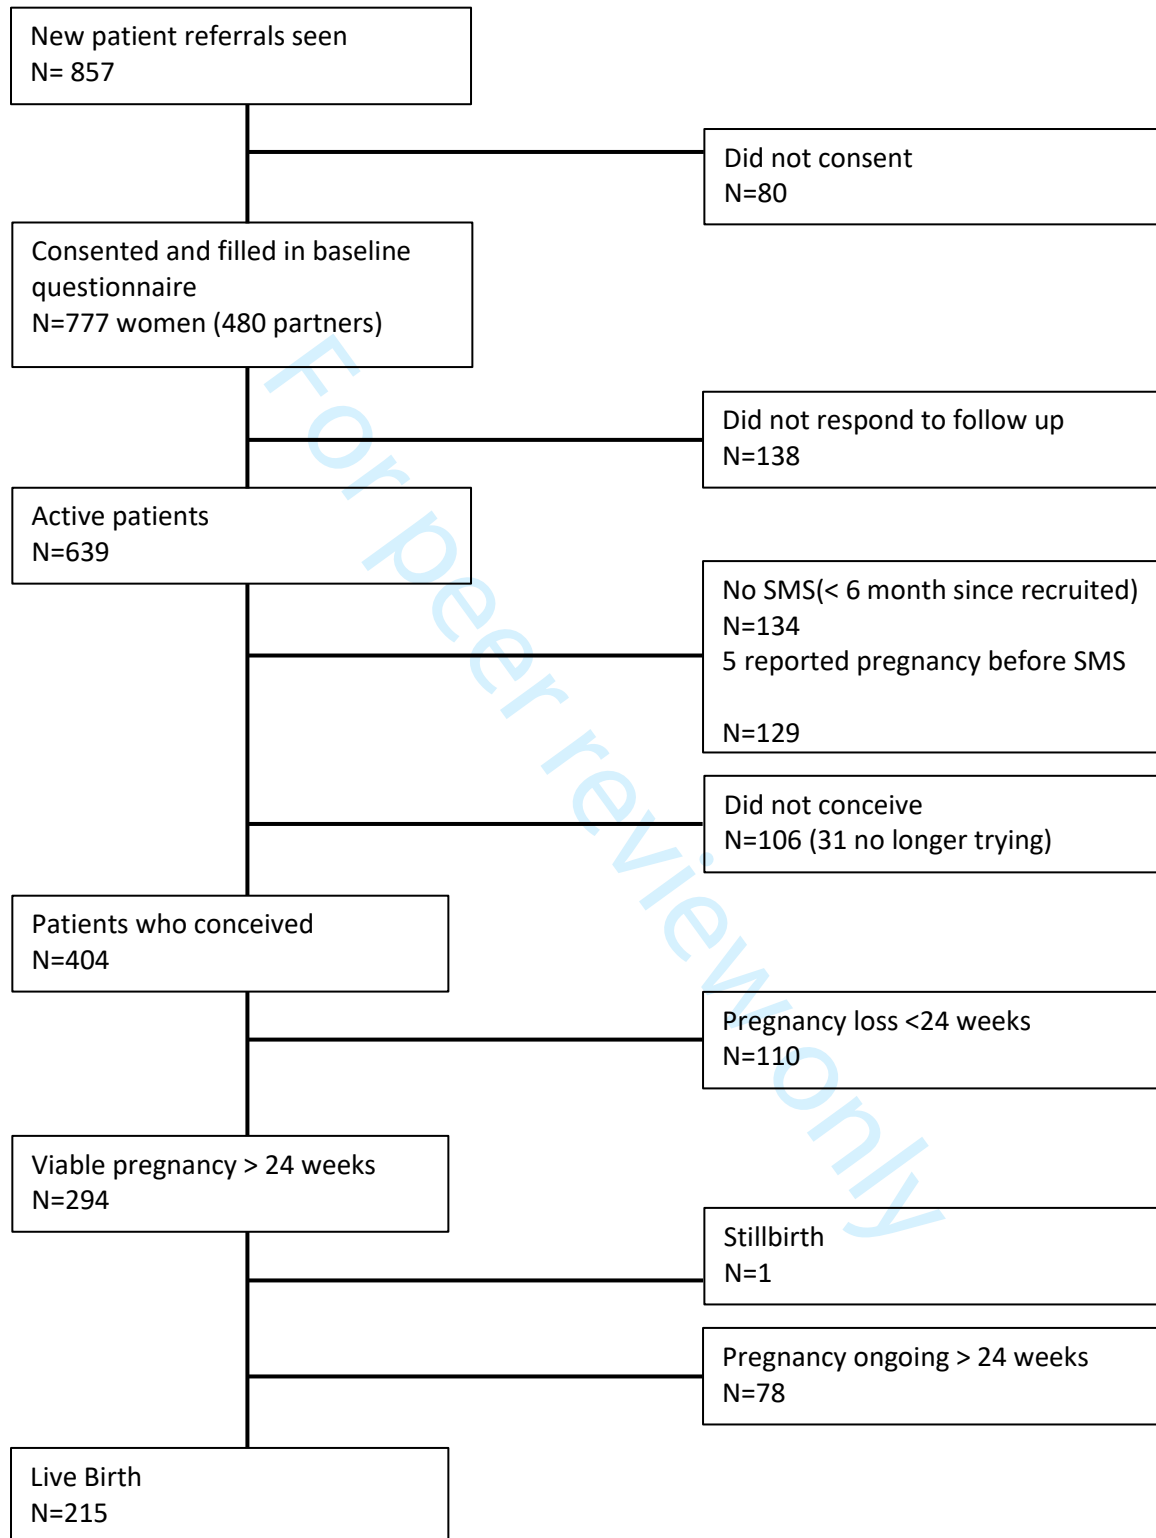 New patient referrals seen
N= 857
Did not consent
N=80
Consented and filled in baseline
questionnaire
N=777 women (480 partners)
Did not respond to follow up
N=138
Active patients
N=639
No SMS(< 6 month since recruited)
N=134
5 reported pregnancy before SMS
N=129
Did not conceive
N=106 (31 no longer trying)
Patients who conceived
N=404
Pregnancy loss <24 weeks
N=110
Viable pregnancy > 24 weeks
N=294
Stillbirth
N=1
Pregnancy ongoing > 24 weeks
N=78
Live Birth
N=215
For peer review only